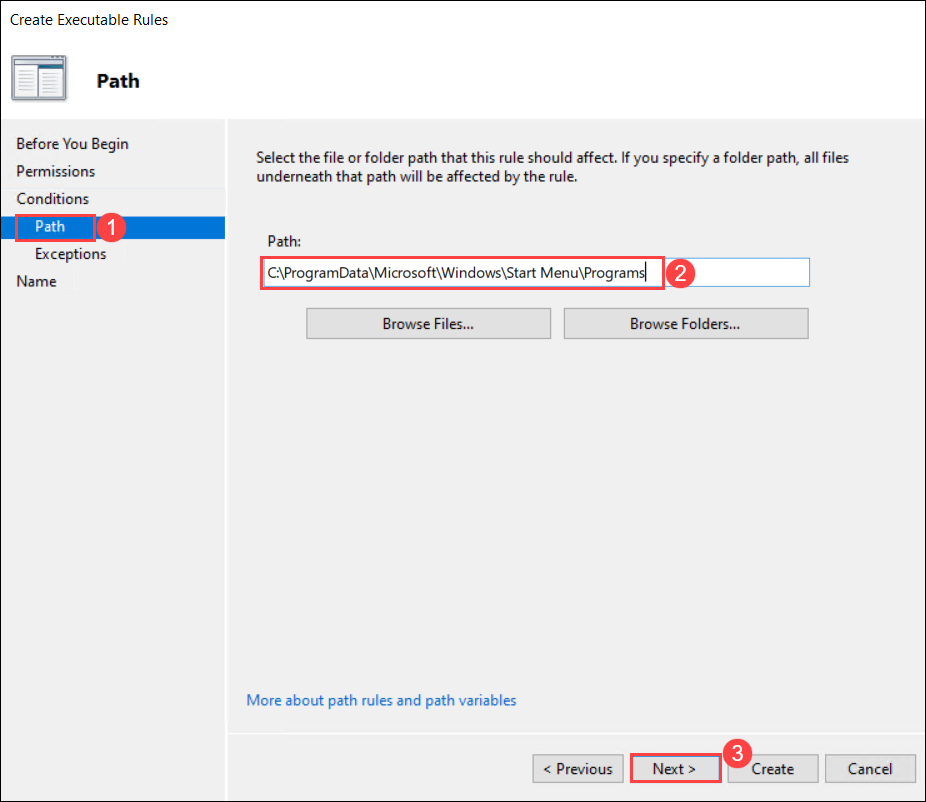 Create Executable Rules
Path
Before You Begin
Permissions
Conditions
Path 1
Exceptions
Name
Select the file or folder path that this rule should affect. If you specify a folder path, all files
underneath that path will be affected by the rule.
Path:
C:\ProgramData\Microsoft\Windows\Start Menu\Programs 2
Browse Files... Browse Folders...
More about path rules and path variables
3
< Previous Next > Create Cancel